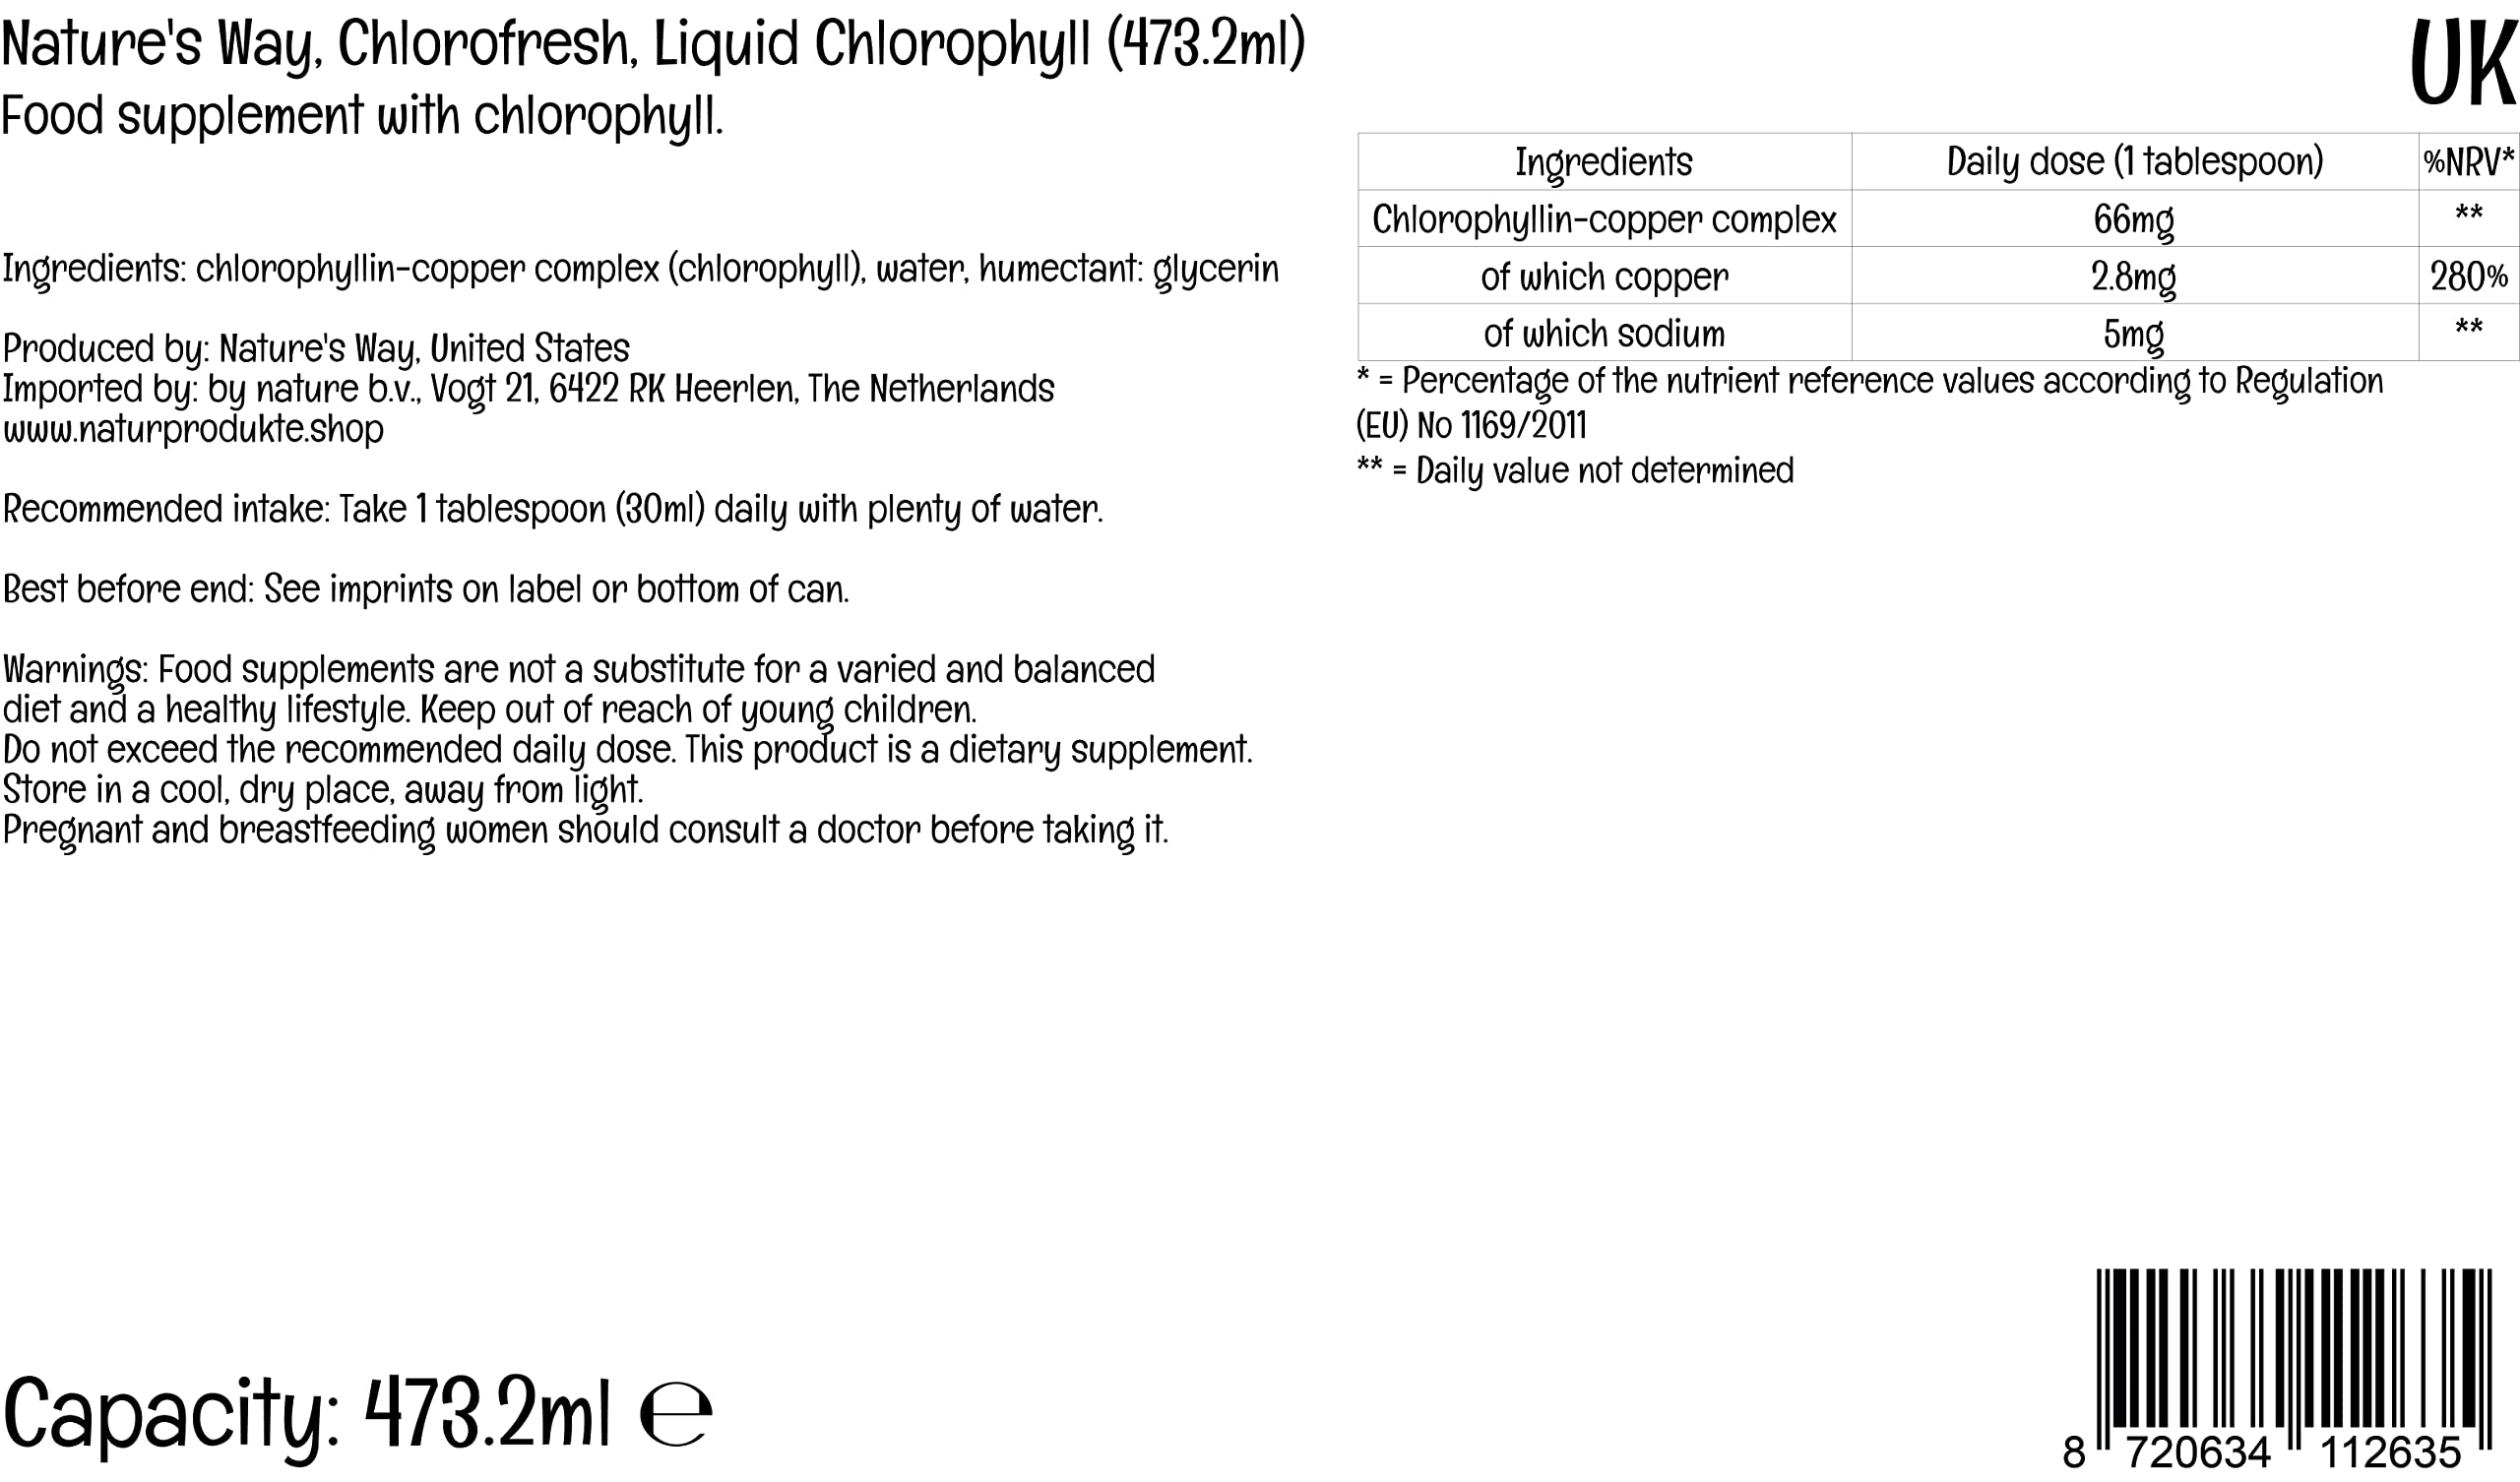 Nature's Way, Chlorofresh, Liquid Chlorophyll (473.2ml)
Food supplement with chlorophyll.
Ingredients: chlorophyllin-copper complex (chlorophyll), water, humectant: glycerin
Produced by: Nature's Way, United States
Imported by: by nature b.v., Vogt 21, 6422 RK Heerlen, The Netherlands
www.naturprodukte.shop
Recommended intake: Take 1 tablespoon (30ml) daily with plenty of water.
Best before end: See imprints on label or bottom of can.
Warnings: Food supplements are not a substitute for a varied and balanced
diet and a healthy lifestyle. Keep out of reach of young children.
Do not exceed the recommended daily dose. This product is a dietary supplement.
Store in a cool, dry place, away from light.
Pregnant and breastfeeding women should consult a doctor before taking it.
Capacity: 473.2ml ℮
UK
Ingredients Daily dose (1 tablespoon) %NRV*
Chlorophyllin-copper complex 66mg **
of which copper 2.8mg 280%
of which sodium 5mg **
* = Percentage of the nutrient reference values according to Regulation
(EU) No 1169/2011
** = Daily value not determined
8 720634 112635